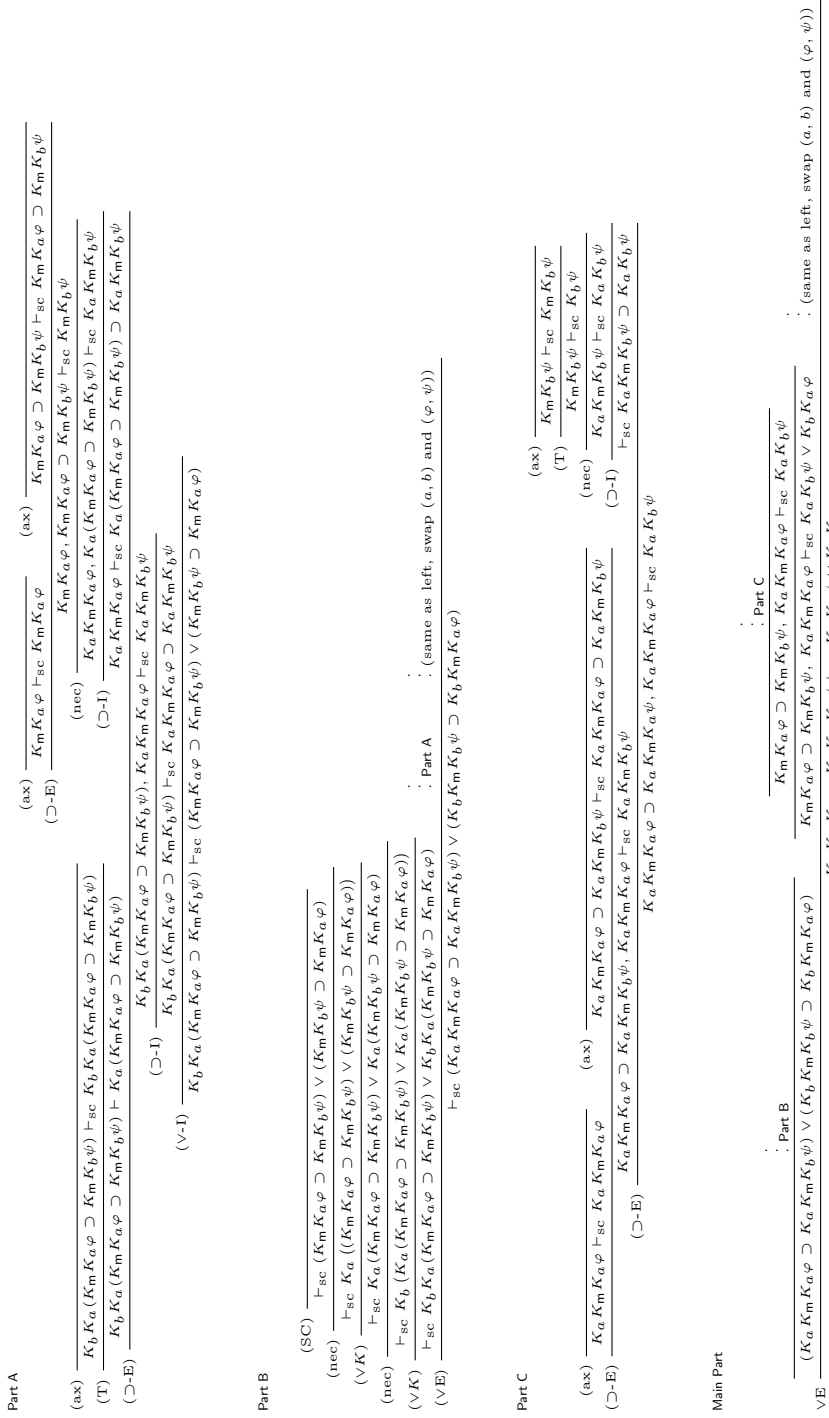 Part A
(ax) K_m K_a φ ⊢_sc K_m K_a φ (ax) K_m K_a φ ⊃ K_m K_b ψ ⊢_sc K_m K_a φ ⊃ K_m K_b ψ
(⊃-E) K_m K_a φ, K_m K_a φ ⊃ K_m K_b ψ ⊢_sc K_m K_b ψ
(nec) K_a K_m K_a φ, K_a (K_m K_a φ ⊃ K_m K_b ψ) ⊢_sc K_a K_m K_b ψ
(⊃-I) K_a K_m K_a φ ⊢_sc K_a (K_m K_a φ ⊃ K_m K_b ψ) ⊃ K_a K_m K_b ψ
(ax) K_b K_a (K_m K_a φ ⊃ K_m K_b ψ) ⊢_sc K_b K_a (K_m K_a φ ⊃ K_m K_b ψ)
(T) K_b K_a (K_m K_a φ ⊃ K_m K_b ψ) ⊢ K_a (K_m K_a φ ⊃ K_m K_b ψ)
(⊃-E) K_b K_a (K_m K_a φ ⊃ K_m K_b ψ), K_a K_m K_a φ ⊢_sc K_a K_m K_b ψ
(⊃-I) K_b K_a (K_m K_a φ ⊃ K_m K_b ψ) ⊢_sc K_a K_m K_a φ ⊃ K_a K_m K_b ψ
(∨-I) K_b K_a (K_m K_a φ ⊃ K_m K_b ψ) ⊢_sc (K_m K_a φ ⊃ K_m K_b ψ) ∨ (K_m K_b ψ ⊃ K_m K_a φ)
Part B
(SC) ⊢_sc (K_m K_a φ ⊃ K_m K_b ψ) ∨ (K_m K_b ψ ⊃ K_m K_a φ)
(nec) ⊢_sc K_a ((K_m K_a φ ⊃ K_m K_b ψ) ∨ (K_m K_b ψ ⊃ K_m K_a φ))
(∨K) ⊢_sc K_a (K_m K_a φ ⊃ K_m K_b ψ) ∨ K_a (K_m K_b ψ ⊃ K_m K_a φ)
(nec) ⊢_sc K_b (K_a (K_m K_a φ ⊃ K_m K_b ψ) ∨ K_a (K_m K_b ψ ⊃ K_m K_a φ))
(∨K) ⊢_sc K_b K_a (K_m K_a φ ⊃ K_m K_b ψ) ∨ K_b K_a (K_m K_b ψ ⊃ K_m K_a φ) ⋮ Part A ⋮ (same as left, swap (a, b) and (φ, ψ))
(∨E) ⊢_sc (K_a K_m K_a φ ⊃ K_a K_m K_b ψ) ∨ (K_b K_m K_b ψ ⊃ K_b K_m K_a φ)
Part C
(ax) K_m K_b ψ ⊢_sc K_m K_b ψ
(T) K_m K_b ψ ⊢_sc K_b ψ
(nec) K_a K_m K_b ψ ⊢_sc K_a K_b ψ
(⊃-I) ⊢_sc K_a K_m K_b ψ ⊃ K_a K_b ψ
(ax) K_a K_m K_a φ ⊢_sc K_a K_m K_a φ (ax) K_a K_m K_a φ ⊃ K_a K_m K_b ψ ⊢_sc K_a K_m K_a φ ⊃ K_a K_m K_b ψ
(⊃-E) K_a K_m K_a φ ⊃ K_a K_m K_b ψ, K_a K_m K_a φ ⊢_sc K_a K_m K_b ψ
(⊃-E) K_a K_m K_a φ ⊃ K_a K_m K_a ψ, K_a K_m K_a φ ⊢_sc K_a K_b ψ
Main Part
⋮ Part C
K_m K_a φ ⊃ K_m K_b ψ, K_a K_m K_a φ ⊢_sc K_a K_b ψ
⋮ Part B
(K_a K_m K_a φ ⊃ K_a K_m K_b ψ) ∨ (K_b K_m K_b ψ ⊃ K_b K_m K_a φ) K_m K_a φ ⊃ K_m K_b ψ, K_a K_m K_a φ ⊢_sc K_a K_b ψ ∨ K_b K_a φ ⋮ (same as left, swap (a, b) and (φ, ψ))
∨E